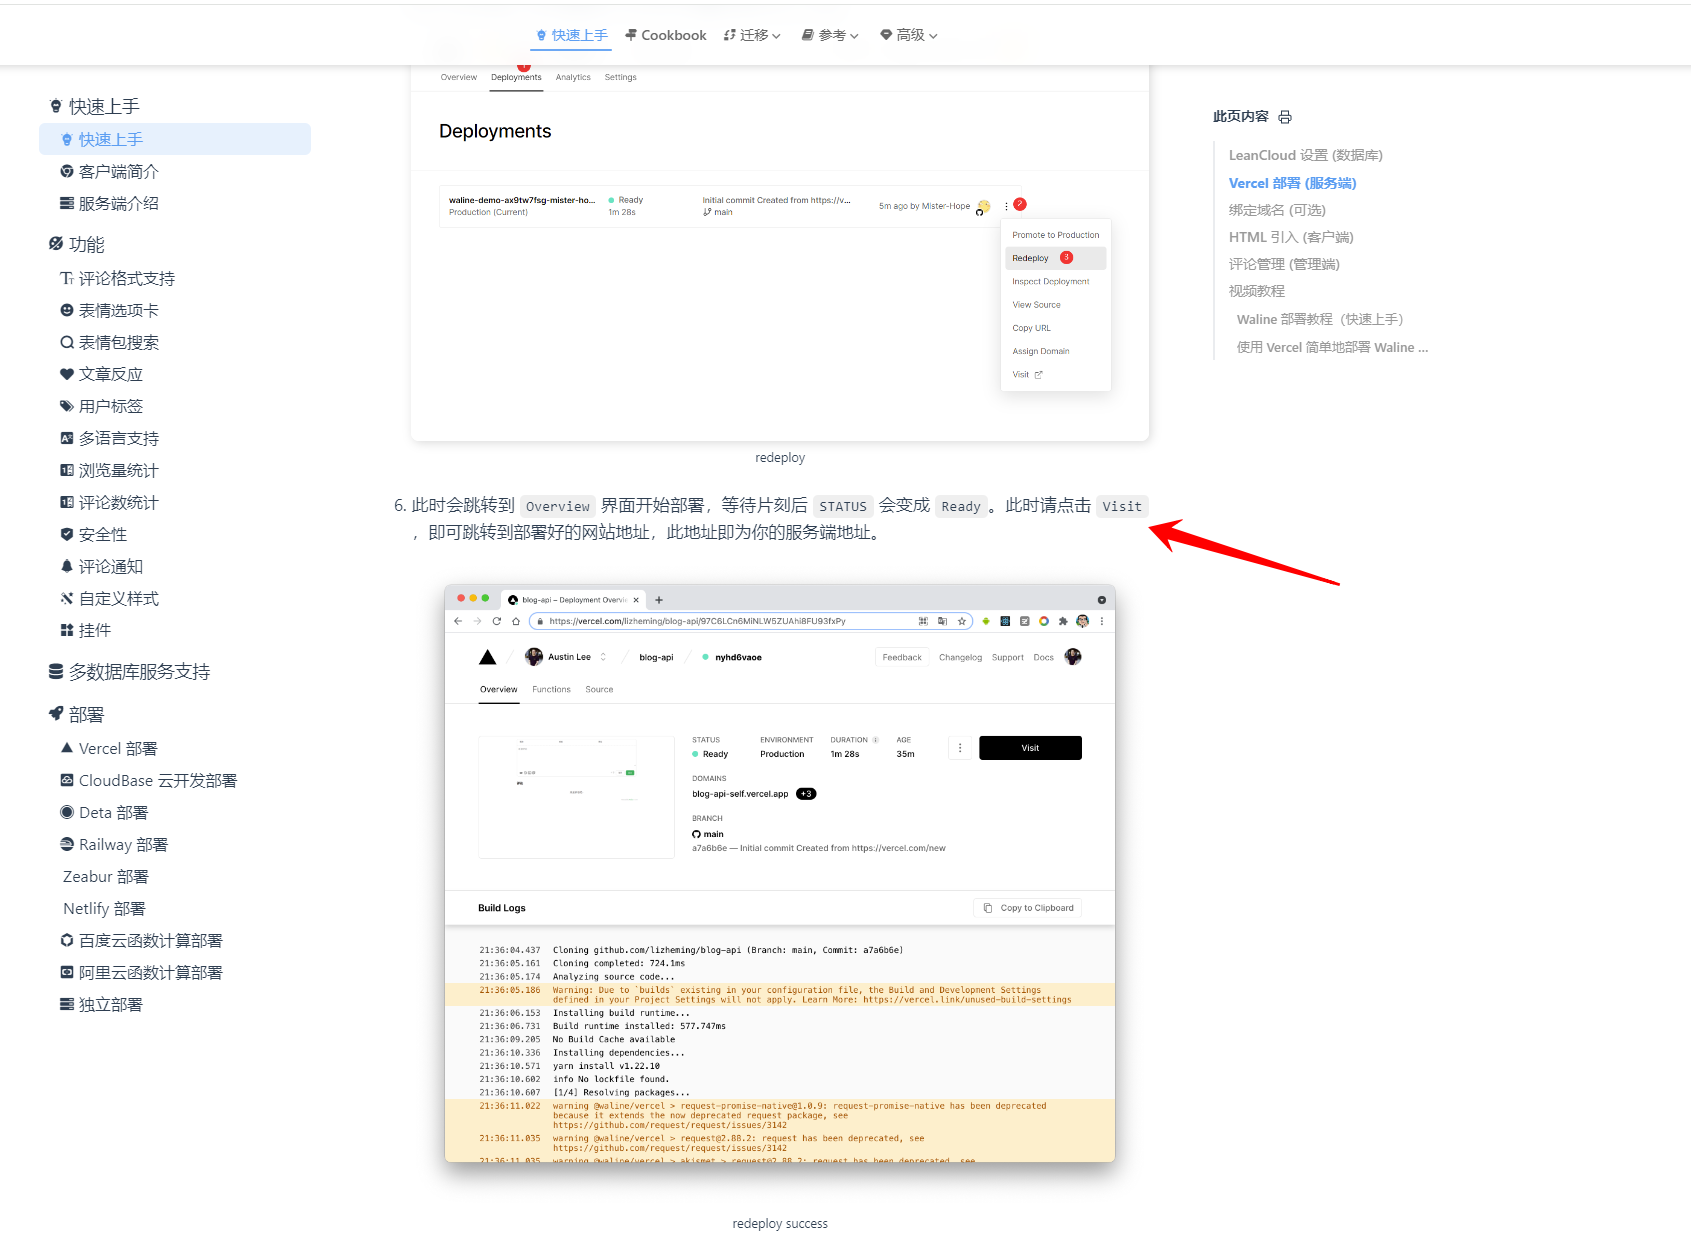 快速上手
Cookbook
迁移
参考
高级
快速上手
快速上手
客户端简介
服务端介绍
功能
评论格式支持
表情选项卡
表情包搜索
文章反应
用户标签
多语言支持
浏览量统计
评论数统计
安全性
评论通知
自定义样式
挂件
多数据库服务支持
部署
Vercel 部署
CloudBase 云开发部署
Deta 部署
Railway 部署
Zeabur 部署
Netlify 部署
百度云函数计算部署
阿里云函数计算部署
独立部署
Overview Deployments Analytics Settings
Deployments
waline-demo-ax9tw7fsg-mister-ho...
Production (Current)
Ready
1m 28s
Initial commit Created from https://v...
main
5m ago by Mister-Hope
2
Promote to Production
Redeploy 3
Inspect Deployment
View Source
Copy URL
Assign Domain
Visit
redeploy
6. 此时会跳转到 Overview 界面开始部署，等待片刻后 STATUS 会变成 Ready 。此时请点击 Visit
，即可跳转到部署好的网站地址，此地址即为你的服务端地址。
blog-api – Deployment Overvie
https://vercel.com/lizheming/blog-api/97C6LCn6MiNLW5ZUAhi8FU93fxPy
Austin Lee
blog-api
nyhd6vaoe
Feedback Changelog Support Docs
Overview Functions Source
STATUS
Ready
ENVIRONMENT
Production
DURATION
1m 28s
AGE
35m
Visit
DOMAINS
blog-api-self.vercel.app +3
BRANCH
main
a7a6b6e — Initial commit Created from https://vercel.com/new
Build Logs
Copy to Clipboard
21:36:04.437 Cloning github.com/lizheming/blog-api (Branch: main, Commit: a7a6b6e)
21:36:05.161 Cloning completed: 724.1ms
21:36:05.174 Analyzing source code...
21:36:05.186 Warning: Due to `builds` existing in your configuration file, the Build and Development Settings
defined in your Project Settings will not apply. Learn More: https://vercel.link/unused-build-settings
21:36:06.153 Installing build runtime...
21:36:06.731 Build runtime installed: 577.747ms
21:36:09.205 No Build Cache available
21:36:10.336 Installing dependencies...
21:36:10.571 yarn install v1.22.10
21:36:10.602 info No lockfile found.
21:36:10.607 [1/4] Resolving packages...
21:36:11.022 warning @waline/vercel > request-promise-native@1.0.9: request-promise-native has been deprecated
because it extends the now deprecated request package, see
https://github.com/request/request/issues/3142
21:36:11.035 warning @waline/vercel > request@2.88.2: request has been deprecated, see
https://github.com/request/request/issues/3142
21:36:11.035 warning @waline/vercel > akismet > request@2.88.2: request has been deprecated, see
redeploy success
此页内容
LeanCloud 设置 (数据库)
Vercel 部署 (服务端)
绑定域名 (可选)
HTML 引入 (客户端)
评论管理 (管理端)
视频教程
Waline 部署教程（快速上手）
使用 Vercel 简单地部署 Waline ...